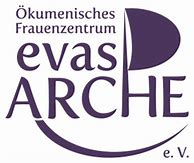 Ökumenisches
Frauenzentrum
evas
ARCHE
e. V.